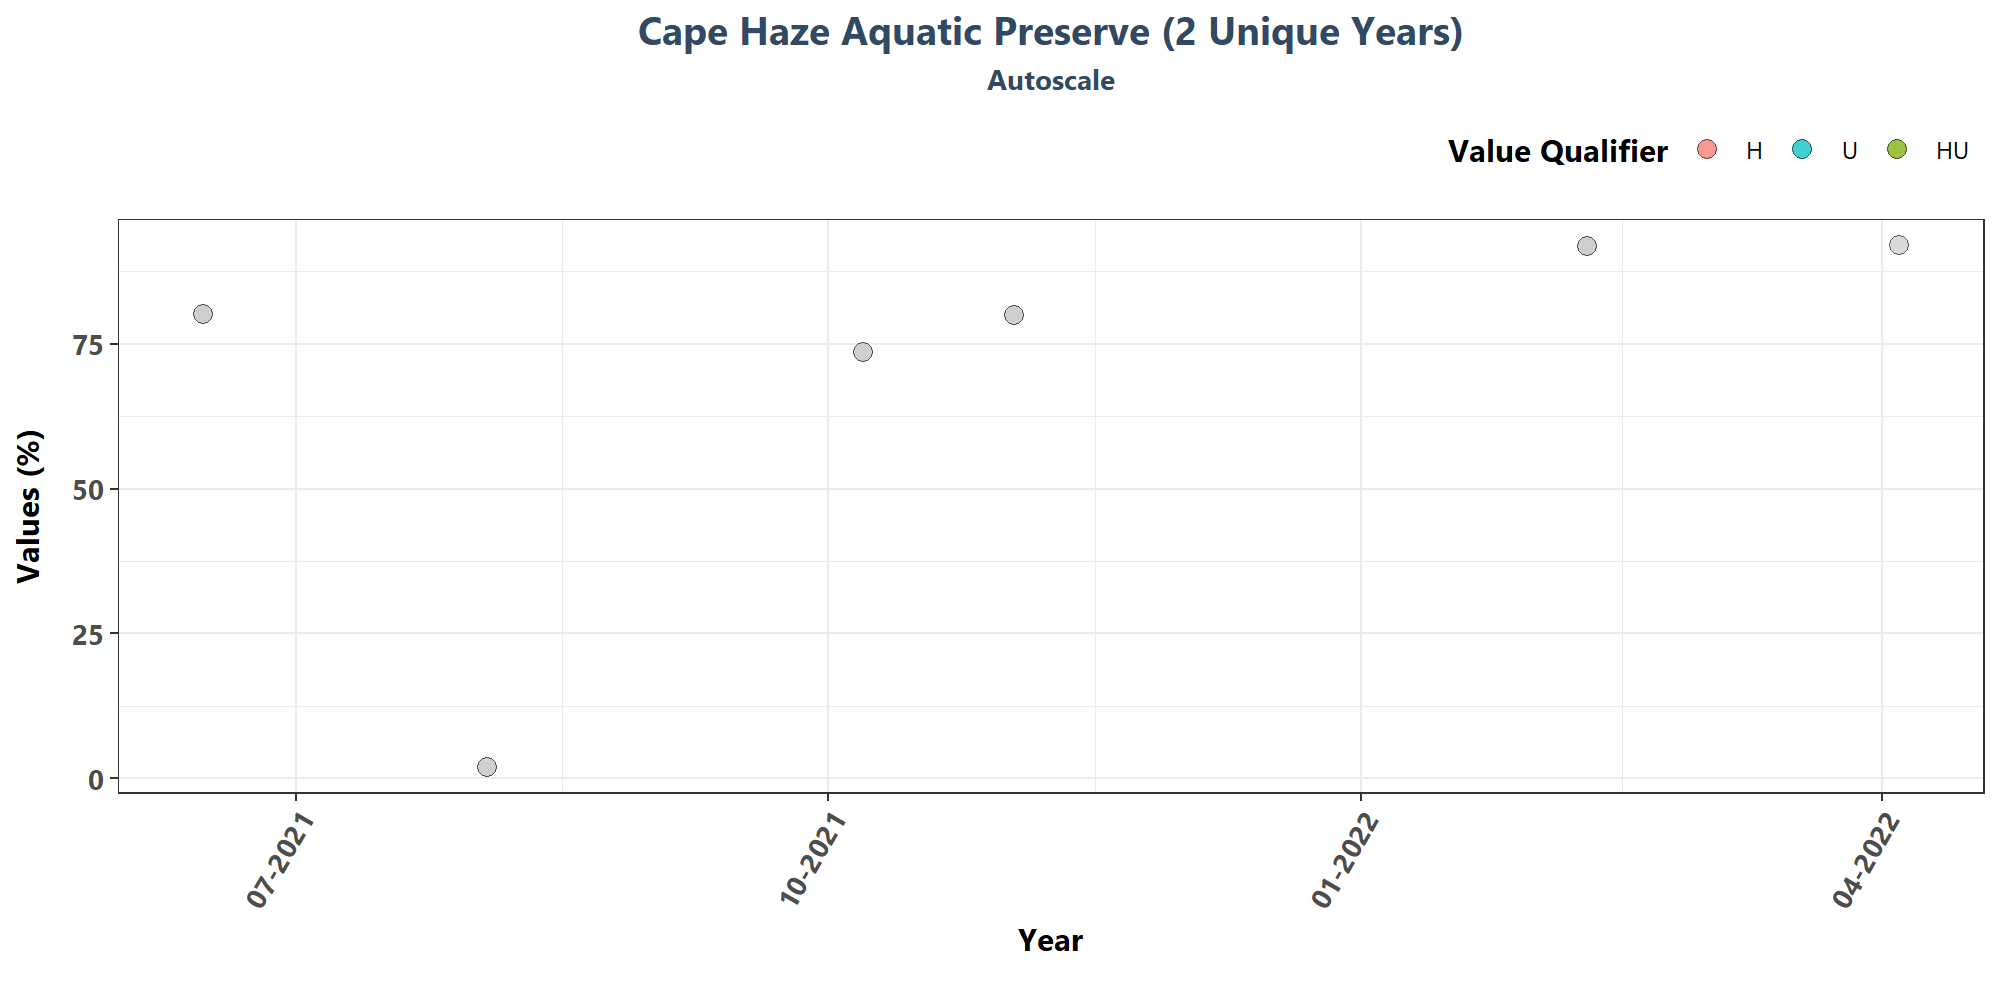 Cape Haze Aquatic Preserve (2 Unique Years)
Autoscale
Value Qualifier H U HU
Values (%)
75
50
25
0
07-2021 10-2021 01-2022 04-2022
Year